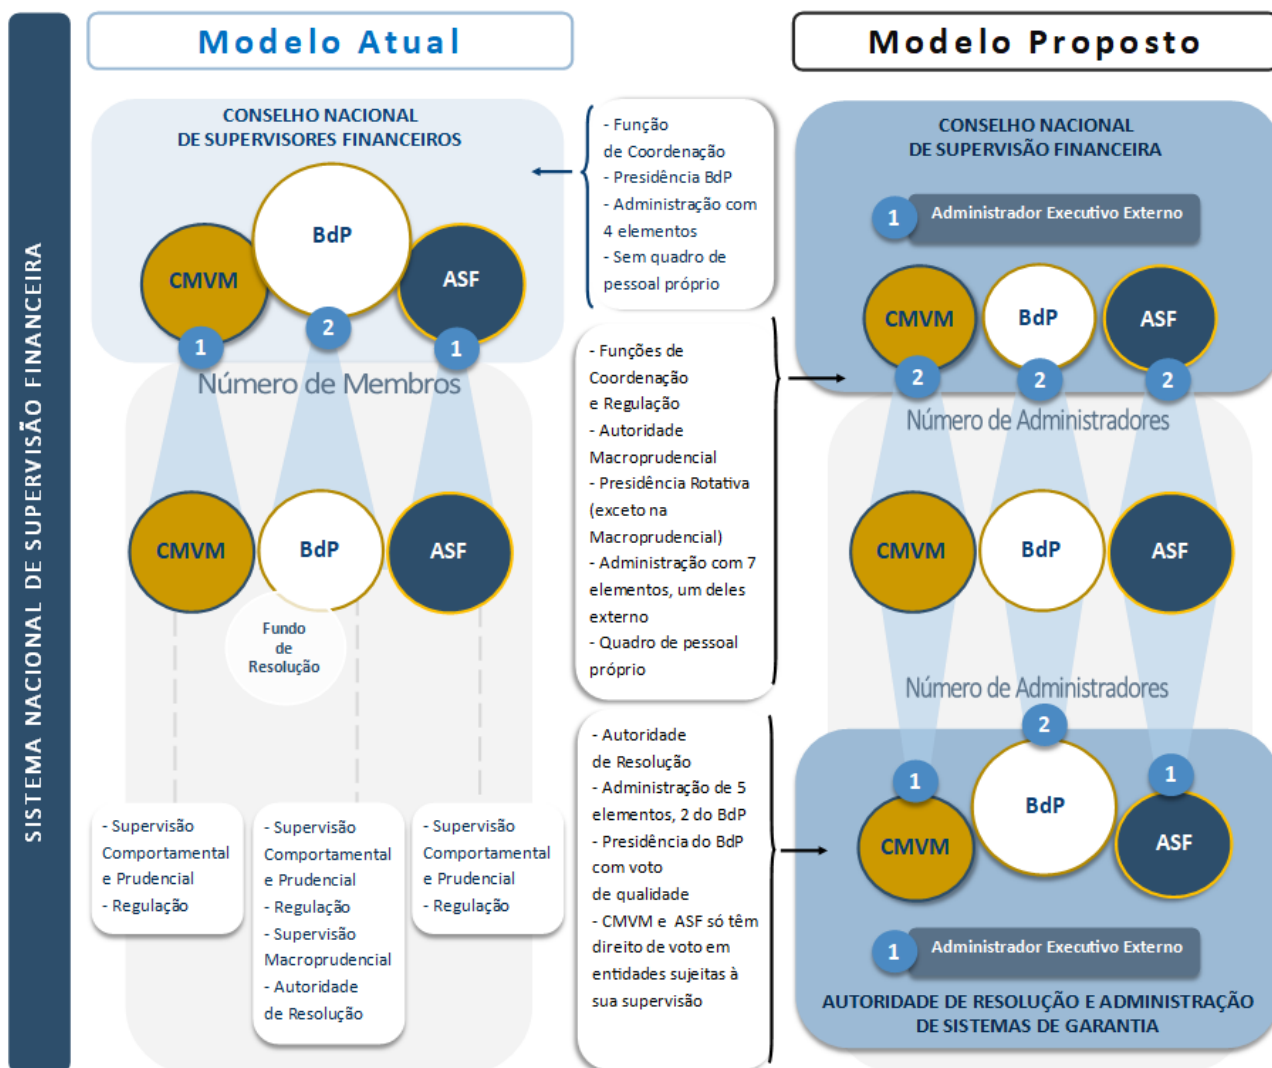 SISTEMA NACIONAL DE SUPERVISÃO FINANCEIRA
Modelo Atual
CONSELHO NACIONAL
DE SUPERVISORES FINANCEIROS
BdP
CMVM
ASF
2
1
1
Número de Membros
CMVM
BdP
ASF
Fundo
de
Resolução
- Supervisão
Comportamental
e Prudencial
- Regulação
- Supervisão
Comportamental
e Prudencial
- Regulação
- Supervisão
Macroprudencial
- Autoridade
de Resolução
- Supervisão
Comportamental
e Prudencial
- Regulação
- Função
de Coordenação
- Presidência BdP
- Administração com
4 elementos
- Sem quadro de
pessoal próprio
- Funções de
Coordenação
e Regulação
- Autoridade
Macroprudencial
- Presidência Rotativa
(exceto na
Macroprudencial)
- Administração com 7
elementos, um deles
externo
- Quadro de pessoal
próprio
- Autoridade
de Resolução
- Administração de 5
elementos, 2 do BdP
- Presidência do BdP
com voto
de qualidade
- CMVM e ASF só têm
direito de voto em
entidades sujeitas à
sua supervisão
Modelo Proposto
CONSELHO NACIONAL
DE SUPERVISÃO FINANCEIRA
1 Administrador Executivo Externo
CMVM
BdP
ASF
2
2
2
Número de Administradores
CMVM
BdP
ASF
Número de Administradores
2
1
1
BdP
CMVM
ASF
1 Administrador Executivo Externo
AUTORIDADE DE RESOLUÇÃO E ADMINISTRAÇÃO
DE SISTEMAS DE GARANTIA